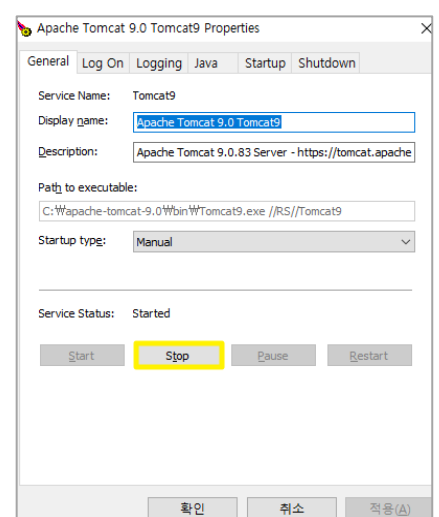 Apache Tomcat 9.0 Tomcat9 Properties
General Log On Logging Java Startup Shutdown
Service Name: Tomcat9
Display name: Apache Tomcat 9.0 Tomcat9
Description: Apache Tomcat 9.0.83 Server - https://tomcat.apache
Path to executable:
C:₩apache-tomcat-9.0₩bin₩Tomcat9.exe //RS//Tomcat9
Startup type: Manual
Service Status: Started
Start Stop Pause Restart
확인 취소 적용(A)